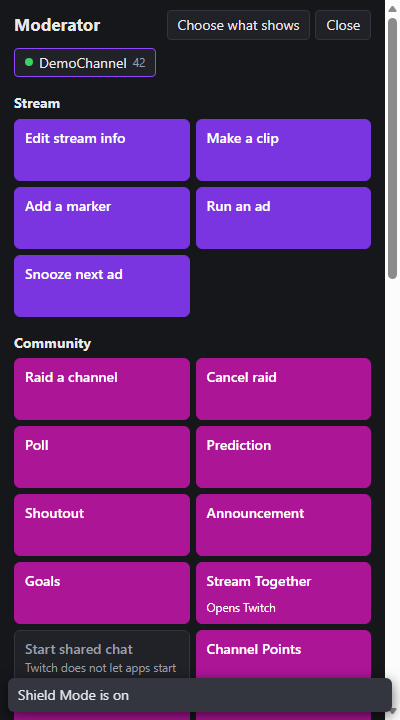 Moderator
Choose what shows
Close
DemoChannel 42
Stream
Edit stream info
Make a clip
Add a marker
Run an ad
Snooze next ad
Community
Raid a channel
Cancel raid
Poll
Prediction
Shoutout
Announcement
Goals
Stream Together
Opens Twitch
Start shared chat
Twitch does not let apps start
Channel Points
Shield Mode is on